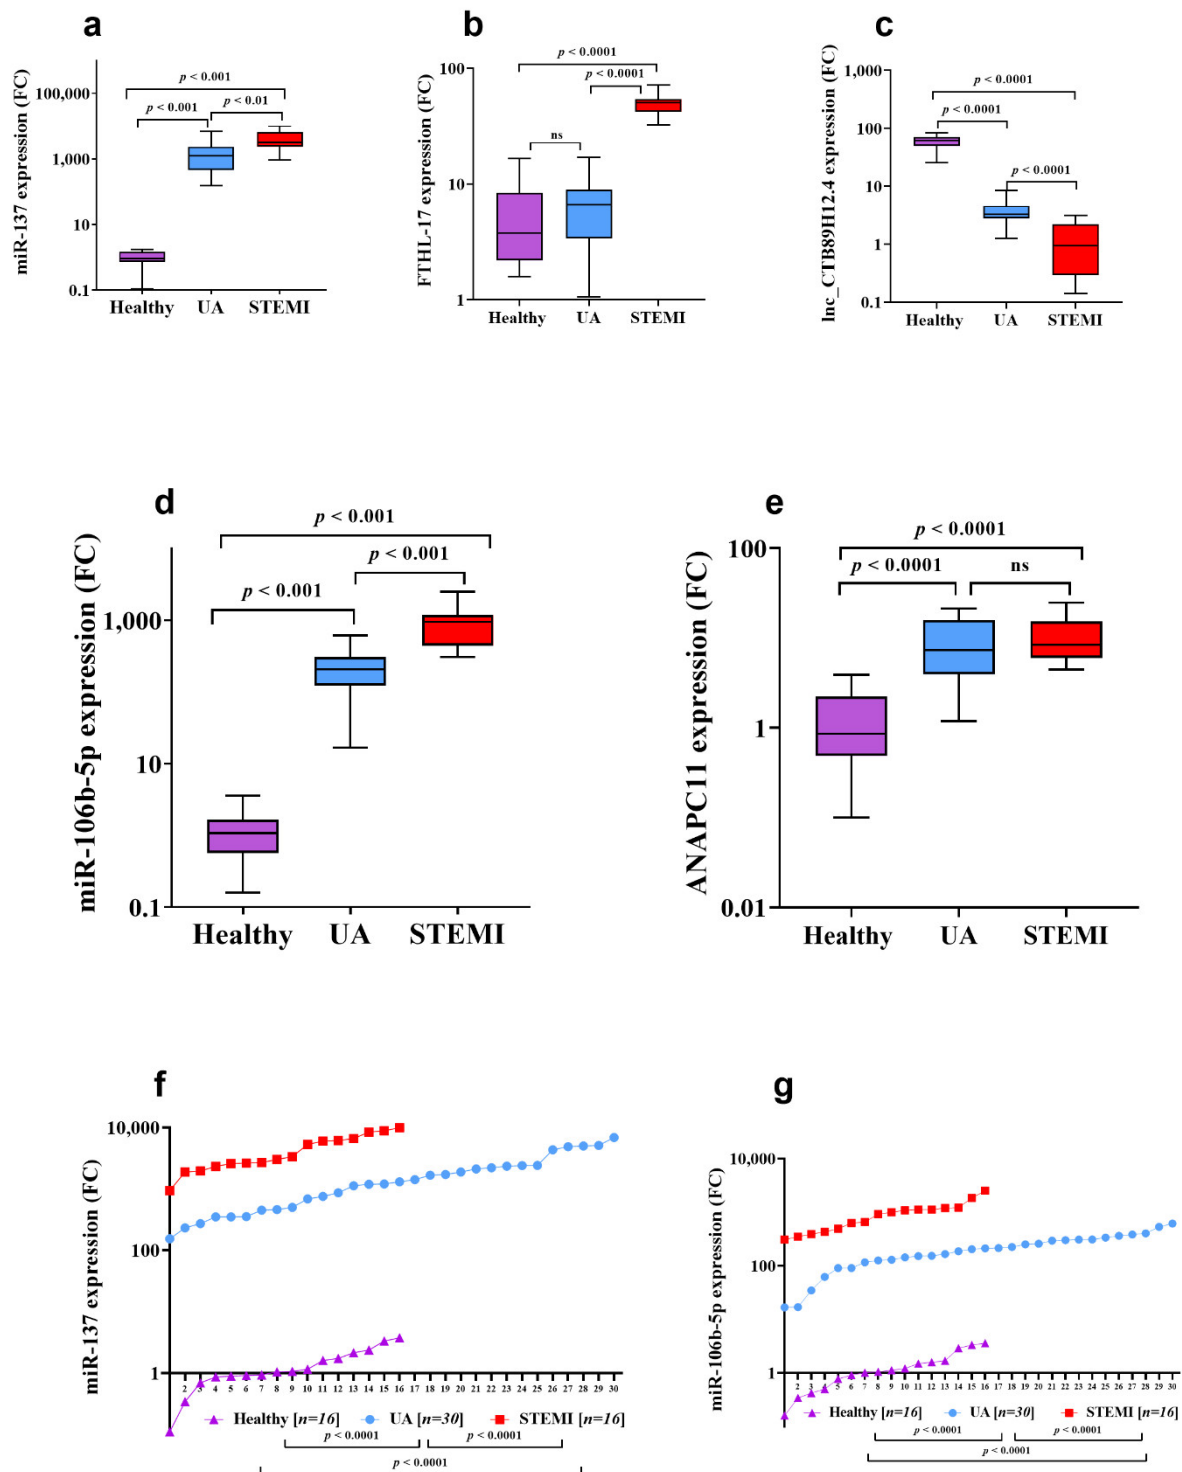 a
miR-137 expression (FC)
100,000
1,000
10
0.1
p < 0.001
p < 0.001
p < 0.01
Healthy
UA
STEMI
b
FTHL-17 expression (FC)
100
10
1
p < 0.0001
p < 0.0001
ns
Healthy
UA
STEMI
c
lnc_CTB89H12.4 expression (FC)
1,000
100
10
1
0.1
p < 0.0001
p < 0.0001
p < 0.0001
Healthy
UA
STEMI
d
miR-106b-5p expression (FC)
1,000
10
0.1
p < 0.001
p < 0.001
p < 0.001
Healthy
UA
STEMI
e
ANAPC11 expression (FC)
100
1
0.01
p < 0.0001
p < 0.0001
ns
Healthy
UA
STEMI
f
miR-137 expression (FC)
10,000
100
1
2 3 4 5 6 7 8 9 10 11 12 13 14 15 16 17 18 19 20 21 22 23 24 25 26 27 28 29 30
Healthy [n=16] UA [n=30] STEMI [n=16]
p < 0.0001 p < 0.0001
p < 0.0001
g
miR-106b-5p expression (FC)
10,000
100
1
2 3 4 5 6 7 8 9 10 11 12 13 14 15 16 17 18 19 20 21 22 23 24 25 26 27 28 29 30
Healthy [n=16] UA [n=30] STEMI [n=16]
p < 0.0001 p < 0.0001
p < 0.0001